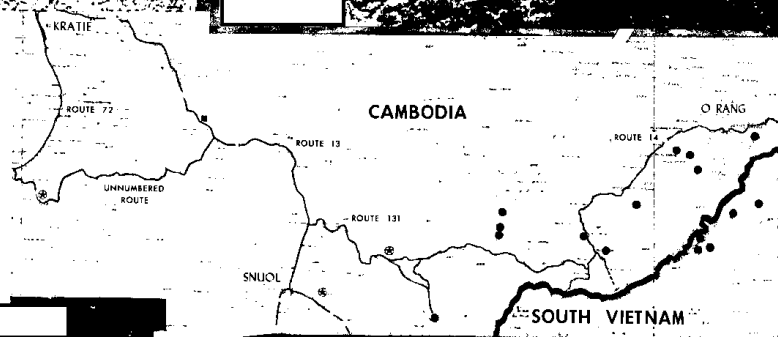 KRATIE
CAMBODIA
O RANG
ROUTE 72
ROUTE 14
ROUTE 13
UNNUMBERED
ROUTE
ROUTE 131
SNUOL
SOUTH VIETNAM